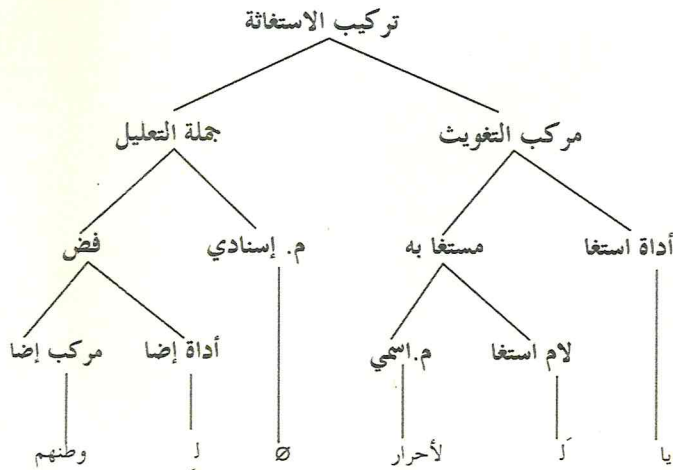 تركيب الاستغاثة
مركب التغويث جملة التعليل
أداة استغا مستغا به م. إسنادي فض
لام استغا م.اسمي أداة إضا مركب إضا
يا لَـ لأحرار Ø لِـ وطنهم